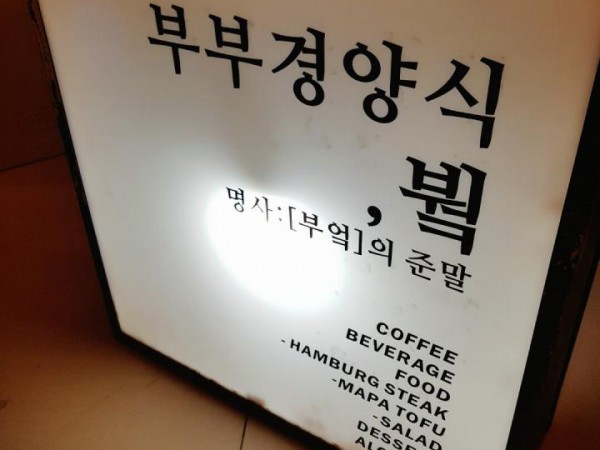 부부경양식
,붴
명사:[부엌]의 준말
COFFEE
BEVERAGE
FOOD
-HAMBURG STEAK
-MAPA TOFU
-SALAD